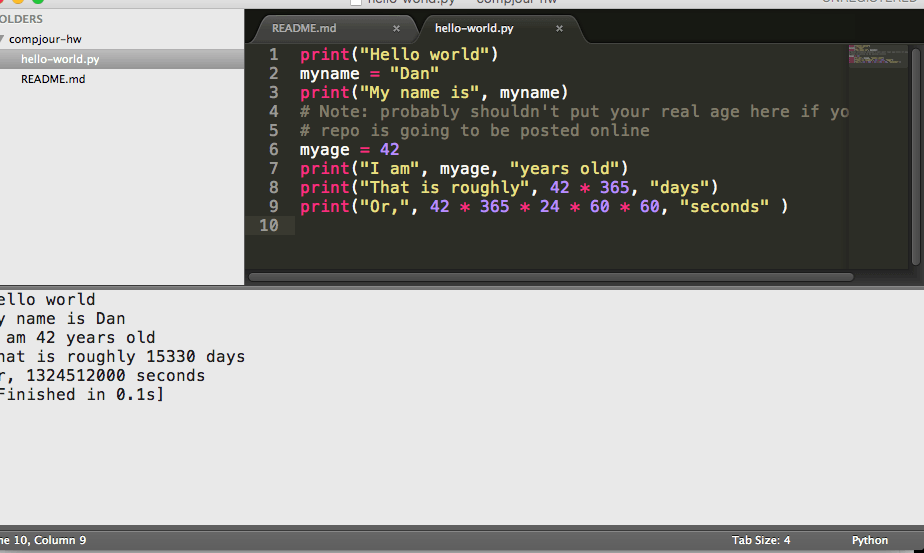 hello-world.py — compjour-hw
UNREGISTERED
OLDERS
compjour-hw
hello-world.py
README.md
README.md ×
hello-world.py ×
1 print("Hello world")
2 myname = "Dan"
3 print("My name is", myname)
4 # Note: probably shouldn't put your real age here if yo
5 # repo is going to be posted online
6 myage = 42
7 print("I am", myage, "years old")
8 print("That is roughly", 42 * 365, "days")
9 print("Or,", 42 * 365 * 24 * 60 * 60, "seconds" )
10
ello world
y name is Dan
am 42 years old
hat is roughly 15330 days
r, 1324512000 seconds
Finished in 0.1s]
ne 10, Column 9
Tab Size: 4
Python